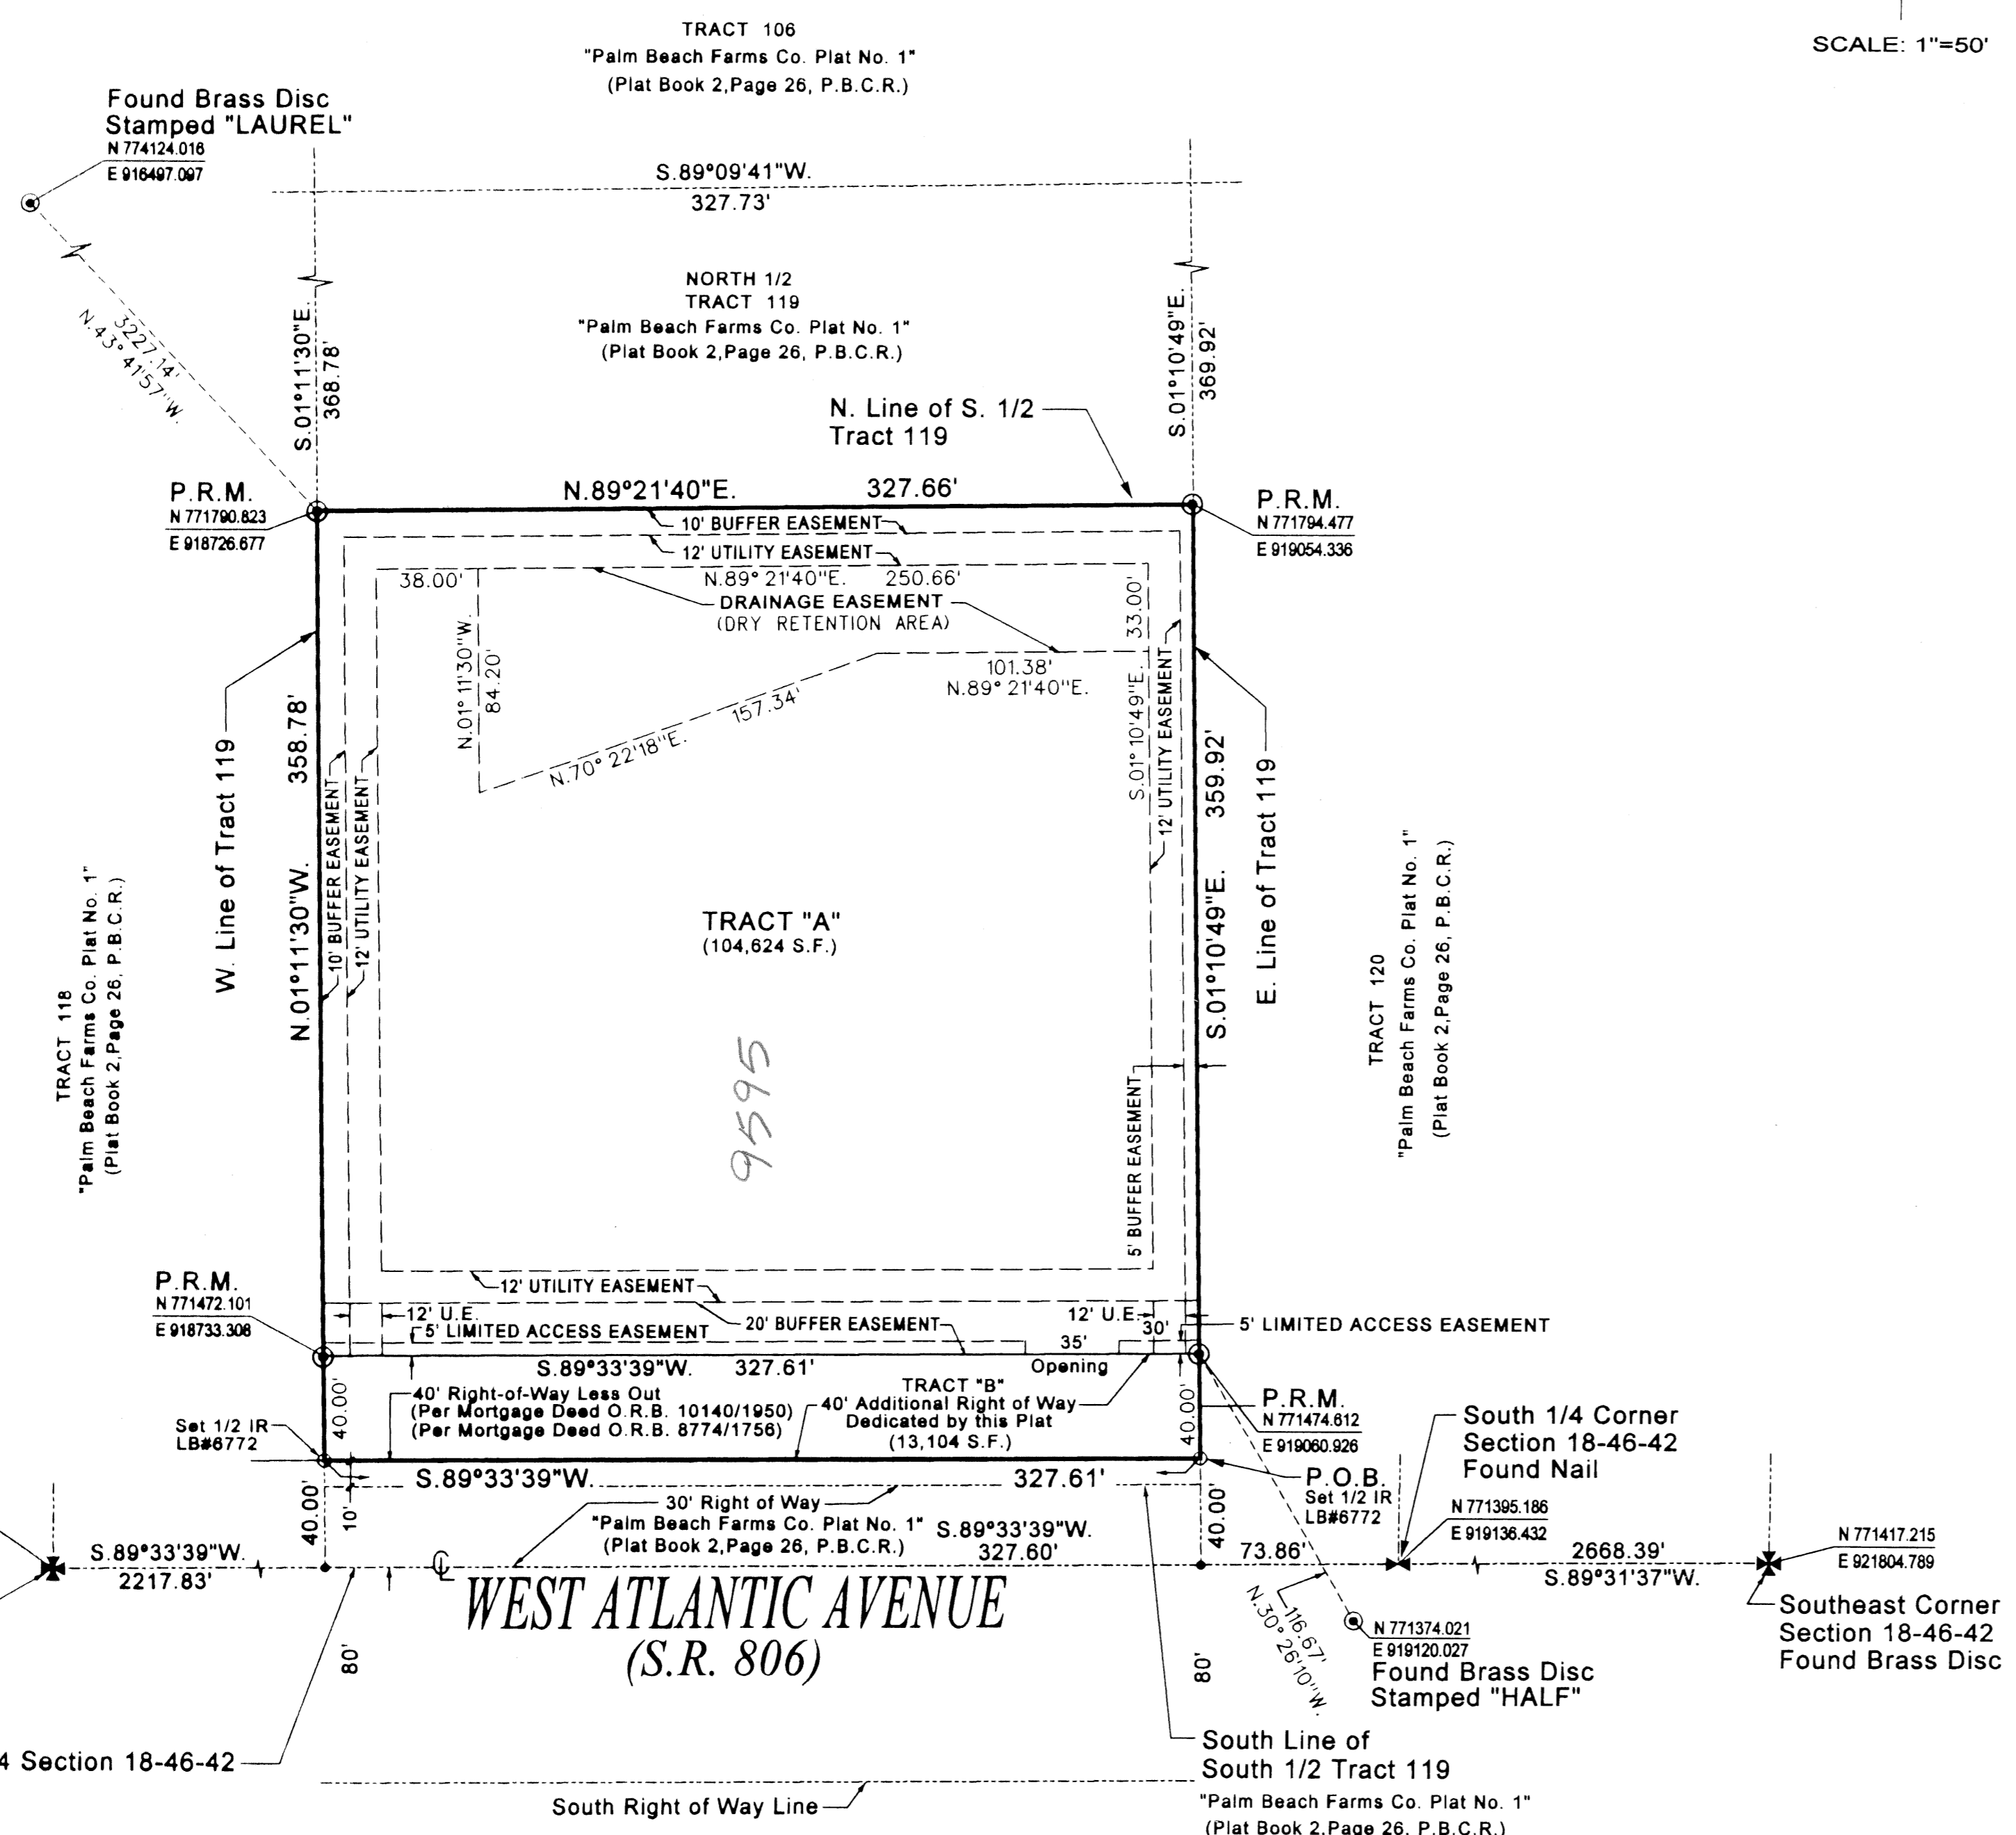 SCALE: 1"=50'
TRACT 106
"Palm Beach Farms Co. Plat No. 1"
(Plat Book 2,Page 26, P.B.C.R.)
Found Brass Disc
Stamped "LAUREL"
N 774124.016
E 916497.097
S.89°09'41"W.
327.73'
NORTH 1/2
TRACT 119
"Palm Beach Farms Co. Plat No. 1"
(Plat Book 2,Page 26, P.B.C.R.)
3227.14'
N.43°41'57"W.
S.01°11'30"E.
368.78'
S.01°10'49"E.
369.92'
N. Line of S. 1/2
Tract 119
P.R.M.
N 771790.823
E 918726.677
N.89°21'40"E. 327.66'
P.R.M.
N 771794.477
E 919054.336
10' BUFFER EASEMENT
12' UTILITY EASEMENT
38.00'
N.89°21'40"E. 250.66'
DRAINAGE EASEMENT
(DRY RETENTION AREA)
N.01°11'30"W.
84.20'
33.00'
S.01°10'49"E.
101.38'
N.89°21'40"E.
N.70°22'18"E. 157.34'
12' UTILITY EASEMENT
W. Line of Tract 119
N.01°11'30"W. 358.78'
10' BUFFER EASEMENT
12' UTILITY EASEMENT
S.01°10'49"E. 359.92'
E. Line of Tract 119
TRACT 118
"Palm Beach Farms Co. Plat No. 1"
(Plat Book 2,Page 26, P.B.C.R.)
TRACT "A"
(104,624 S.F.)
9595
TRACT 120
"Palm Beach Farms Co. Plat No. 1"
(Plat Book 2,Page 26, P.B.C.R.)
5' BUFFER EASEMENT
P.R.M.
N 771472.101
E 918733.308
12' UTILITY EASEMENT
12' U.E.
5' LIMITED ACCESS EASEMENT
20' BUFFER EASEMENT
12' U.E.
30'
5' LIMITED ACCESS EASEMENT
35'
Opening
S.89°33'39"W. 327.61'
40.00'
40' Right-of-Way Less Out
(Per Mortgage Deed O.R.B. 10140/1950)
(Per Mortgage Deed O.R.B. 8774/1756)
TRACT "B"
40' Additional Right of Way
Dedicated by this Plat
(13,104 S.F.)
40.00'
P.R.M.
N 771474.612
E 919060.926
Set 1/2 IR
LB#6772
South 1/4 Corner
Section 18-46-42
Found Nail
N 771395.186
E 919136.432
S.89°33'39"W. 327.61'
P.O.B.
Set 1/2 IR
LB#6772
40.00'
10'
30' Right of Way
"Palm Beach Farms Co. Plat No. 1"
(Plat Book 2,Page 26, P.B.C.R.)
S.89°33'39"W.
327.60'
40.00'
S.89°33'39"W.
2217.83'
73.86'
2668.39'
S.89°31'37"W.
N 771417.215
E 921804.789
Southeast Corner
Section 18-46-42
Found Brass Disc
CL
WEST ATLANTIC AVENUE
(S.R. 806)
80'
80'
116.67'
N.30°26'10"W.
N 771374.021
E 919120.027
Found Brass Disc
Stamped "HALF"
4 Section 18-46-42
South Line of
South 1/2 Tract 119
"Palm Beach Farms Co. Plat No. 1"
(Plat Book 2,Page 26, P.B.C.R.)
South Right of Way Line